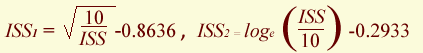 ISS₁ = √(10/ISS) -0.8636 , ISS₂ = logₑ (ISS/10) -0.2933